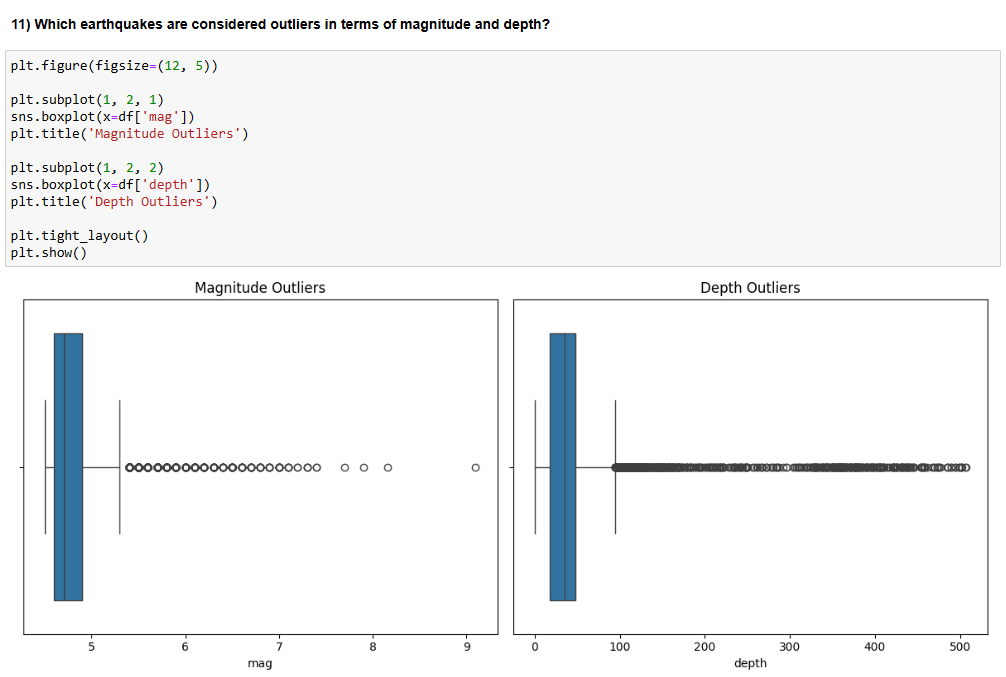 11) Which earthquakes are considered outliers in terms of magnitude and depth?
plt.figure(figsize=(12, 5))
plt.subplot(1, 2, 1)
sns.boxplot(x=df['mag'])
plt.title('Magnitude Outliers')
plt.subplot(1, 2, 2)
sns.boxplot(x=df['depth'])
plt.title('Depth Outliers')
plt.tight_layout()
plt.show()
Magnitude Outliers
5 6 7 8 9
mag
Depth Outliers
0 100 200 300 400 500
depth